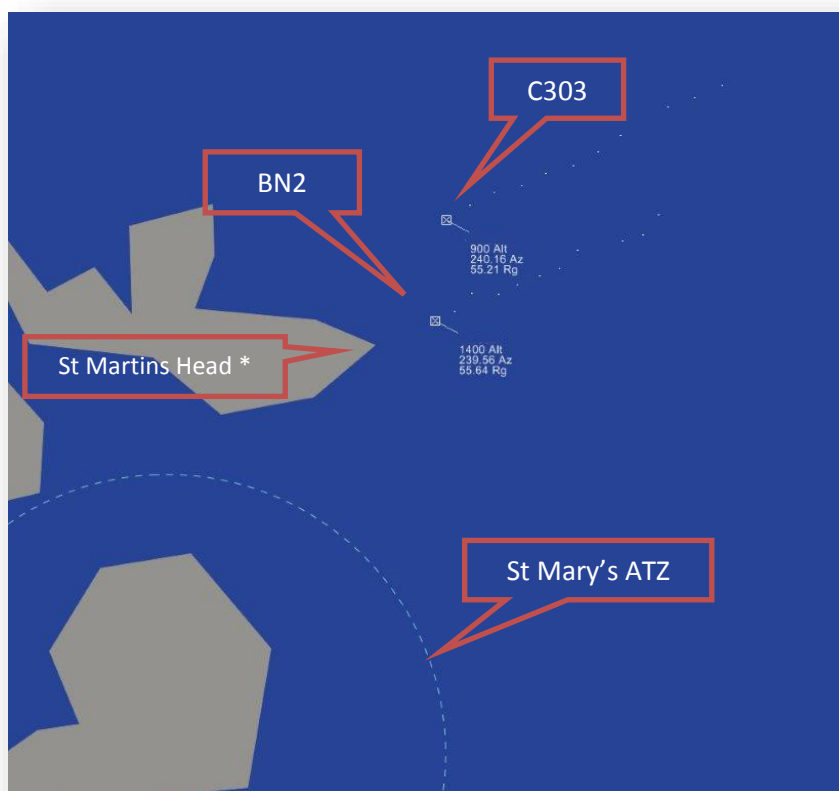 C303
BN2
900 Alt
240.16 Az
55.21 Rg
St Martins Head *
1400 Alt
239.56 Az
55.64 Rg
St Mary’s ATZ